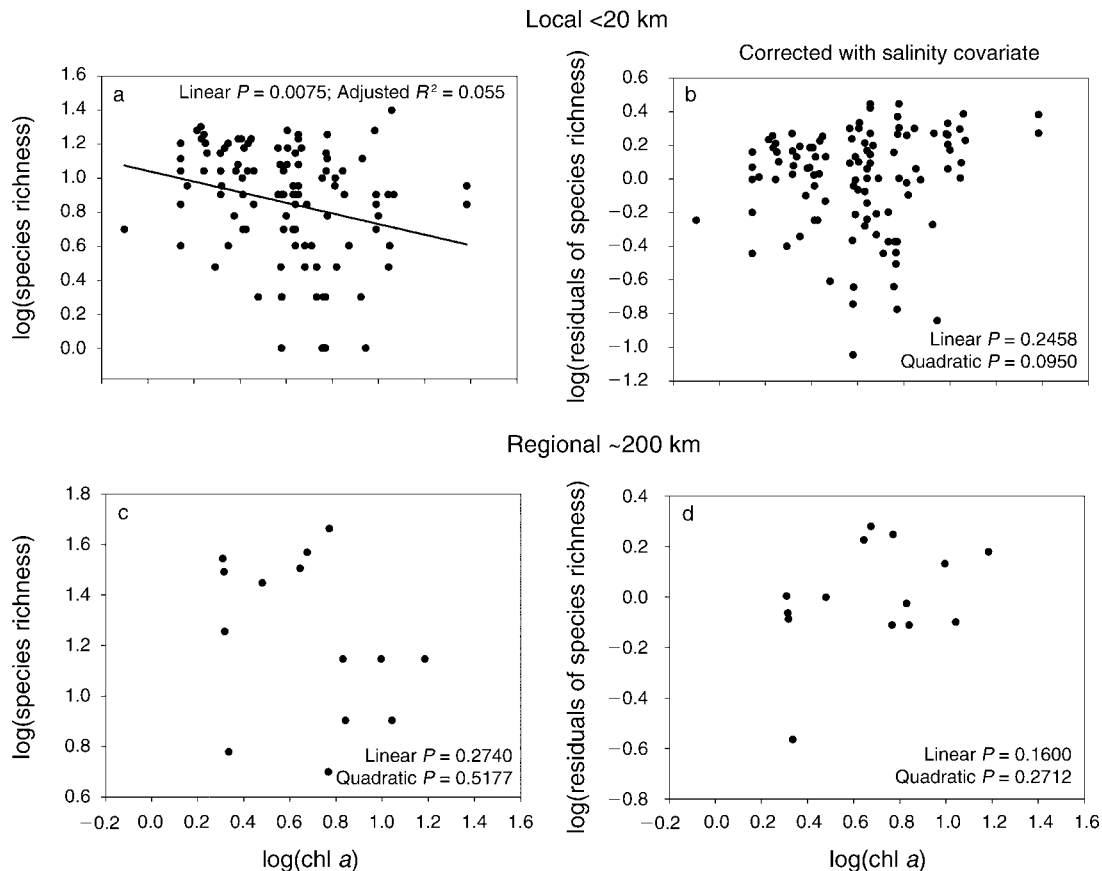 Local <20 km
Corrected with salinity covariate
a
Linear P = 0.0075; Adjusted R² = 0.055
1.6
1.4
1.2
1.0
0.8
0.6
0.4
0.2
0.0
log(species richness)
b
0.6
0.4
0.2
0.0
−0.2
−0.4
−0.6
−0.8
−1.0
−1.2
log(residuals of species richness)
Linear P = 0.2458
Quadratic P = 0.0950
Regional ~200 km
c
1.8
1.6
1.4
1.2
1.0
0.8
0.6
log(species richness)
Linear P = 0.2740
Quadratic P = 0.5177
−0.2 0.0 0.2 0.4 0.6 0.8 1.0 1.2 1.4 1.6
log(chl a)
d
0.4
0.2
0.0
−0.2
−0.4
−0.6
−0.8
log(residuals of species richness)
Linear P = 0.1600
Quadratic P = 0.2712
−0.2 0.0 0.2 0.4 0.6 0.8 1.0 1.2 1.4 1.6
log(chl a)